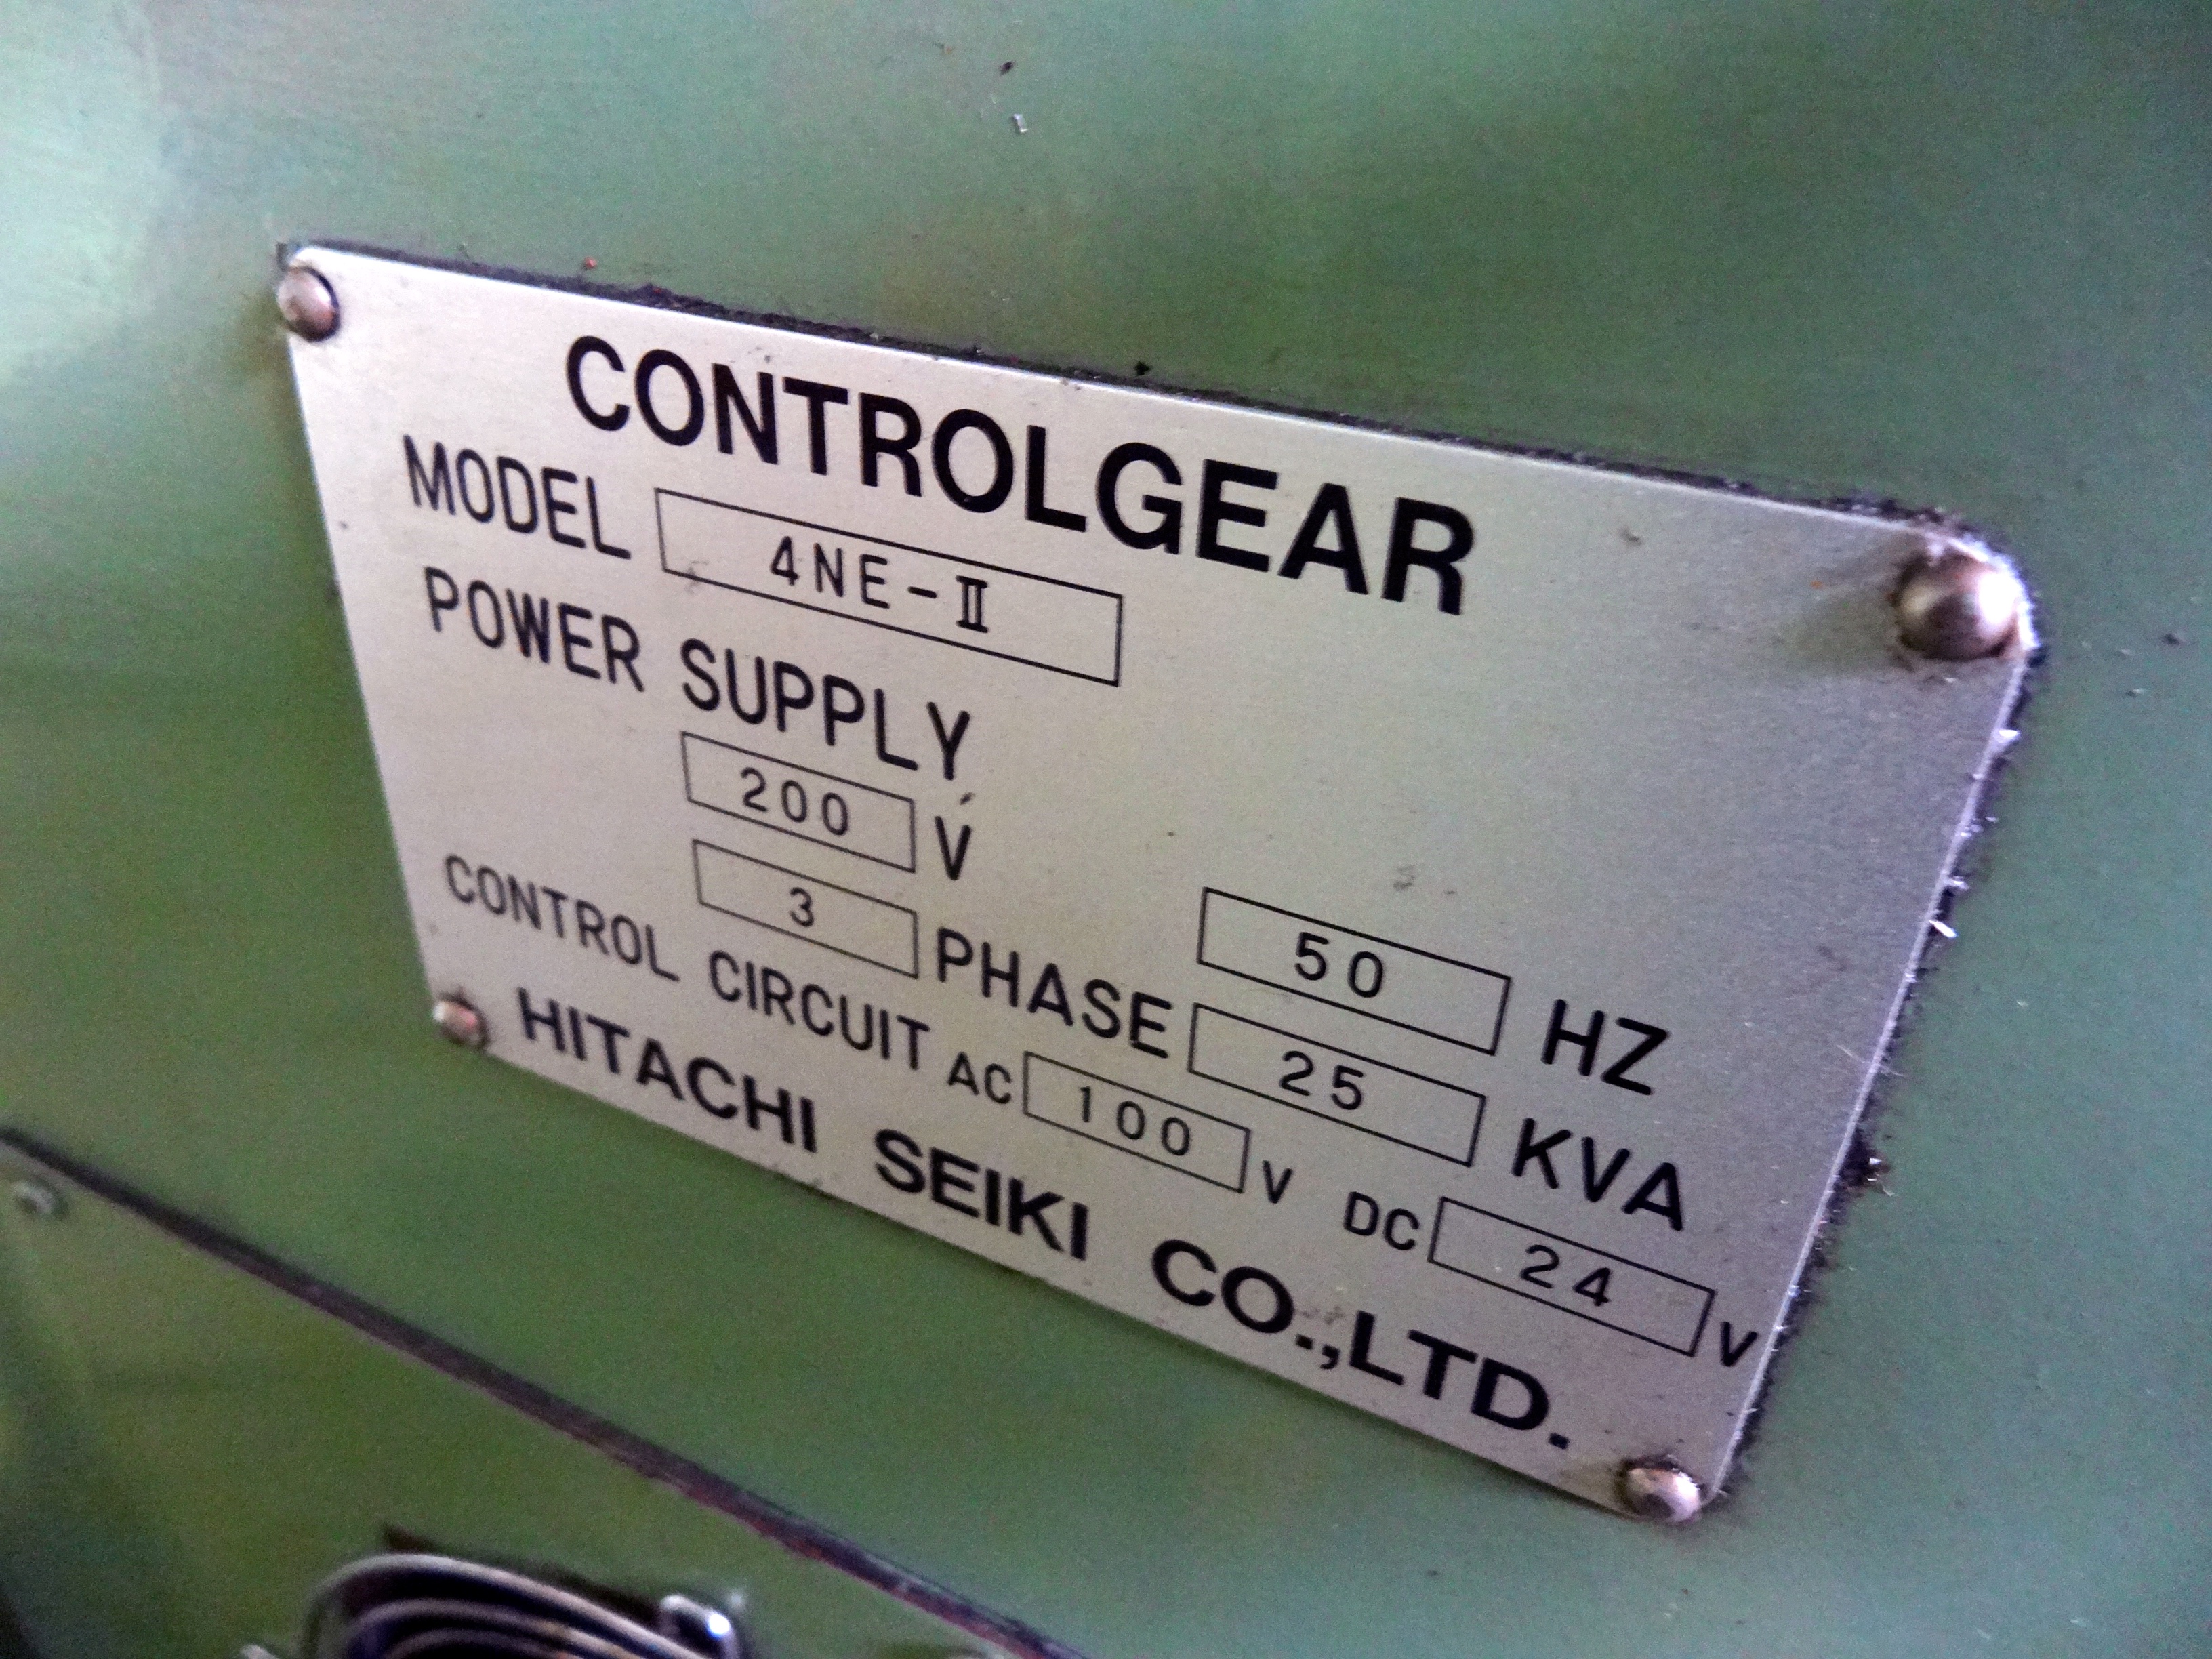 CONTROLGEAR
MODEL 4NE-II
POWER SUPPLY
200 V 50 HZ
3 PHASE 25 KVA
CONTROL CIRCUIT AC 100 V DC 24 V
HITACHI SEIKI CO.,LTD.